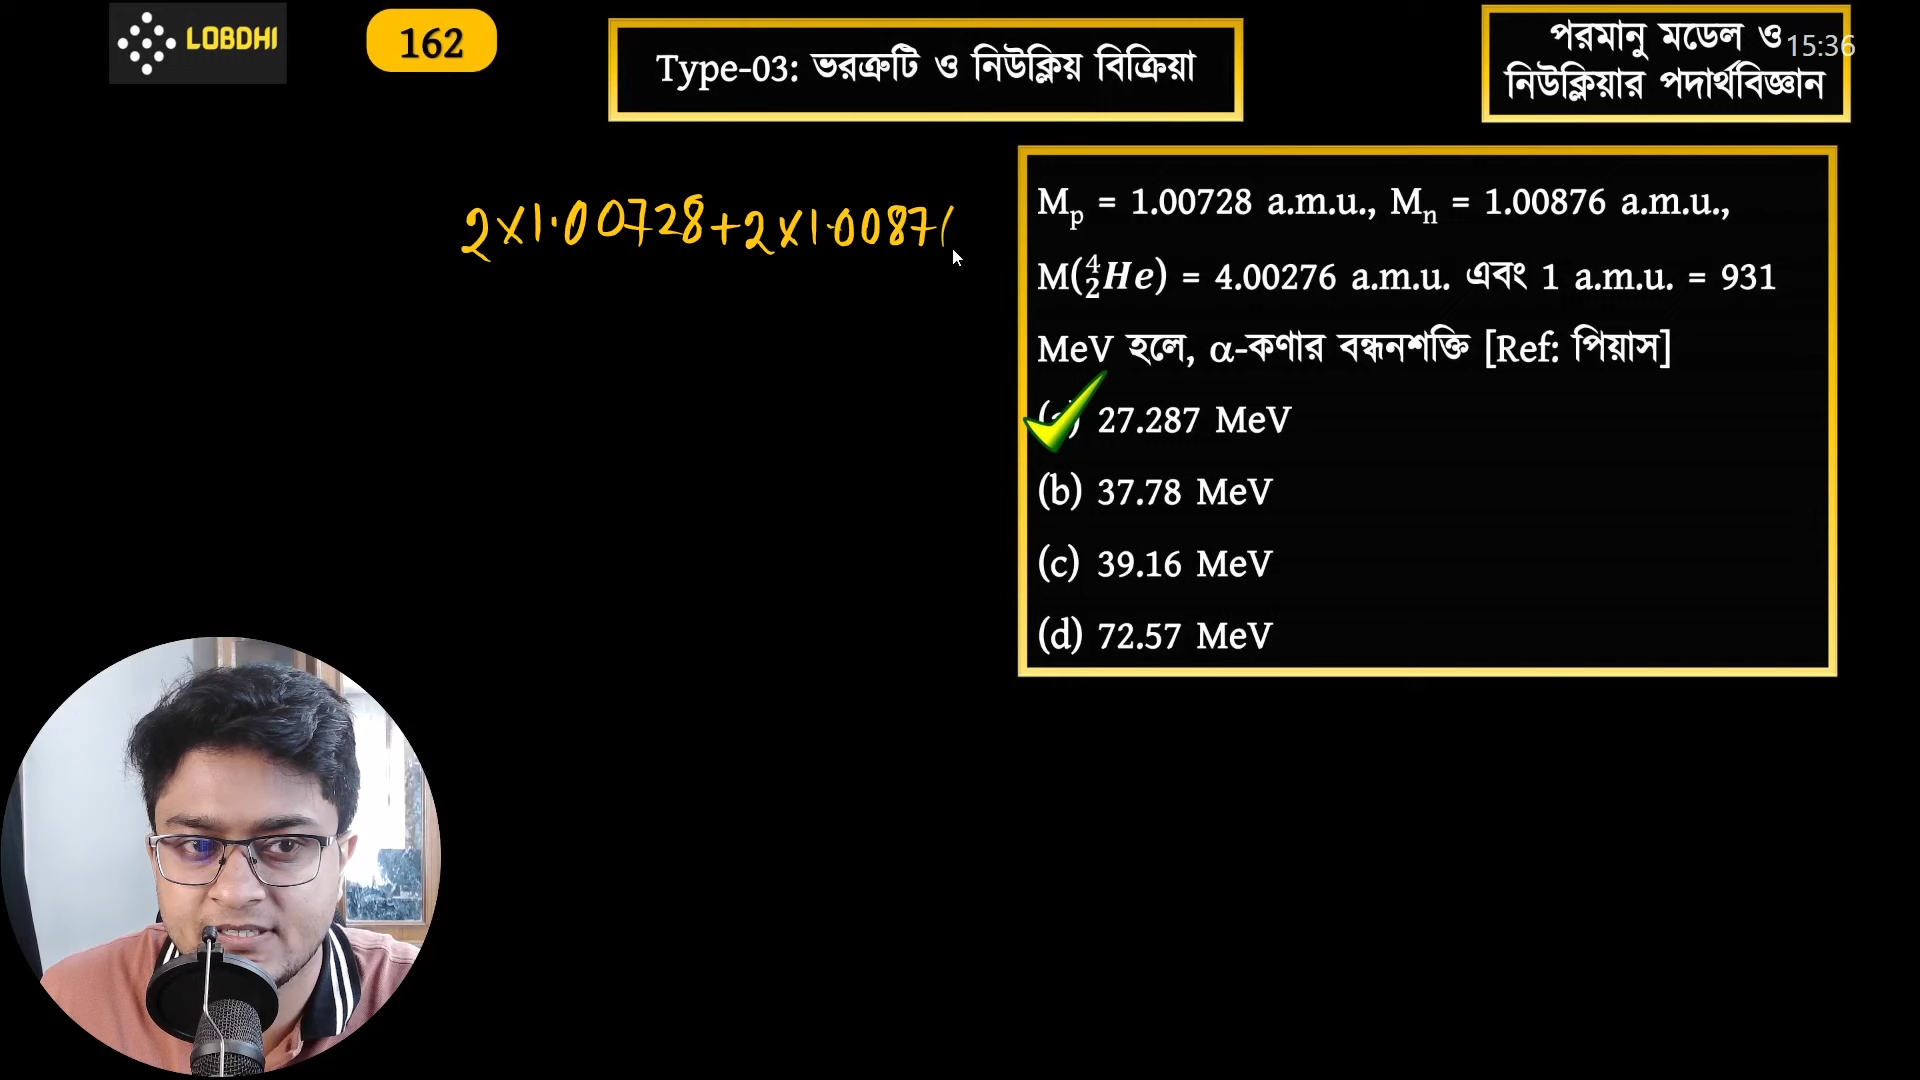 LOBDHI
162
Type-03: ভরত্রুটি ও নিউক্লিয় বিক্রিয়া
পরমানু মডেল ও
নিউক্লিয়ার পদার্থবিজ্ঞান
15:36
2×1.00728+2×1.0087
Mp = 1.00728 a.m.u., Mn = 1.00876 a.m.u.,
M(⁴₂He) = 4.00276 a.m.u. এবং 1 a.m.u. = 931
MeV হলে, α-কণার বন্ধনশক্তি [Ref: পিয়াস]
27.287 MeV
(b) 37.78 MeV
(c) 39.16 MeV
(d) 72.57 MeV